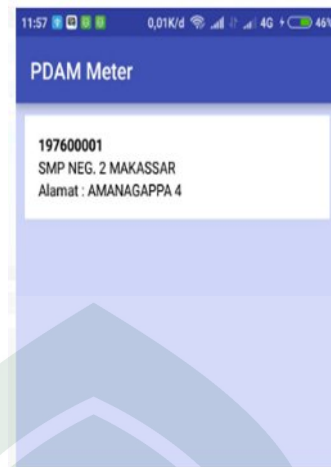 11:57 0,01K/d 4G 46%
PDAM Meter
197600001
SMP NEG. 2 MAKASSAR
Alamat : AMANAGAPPA 4